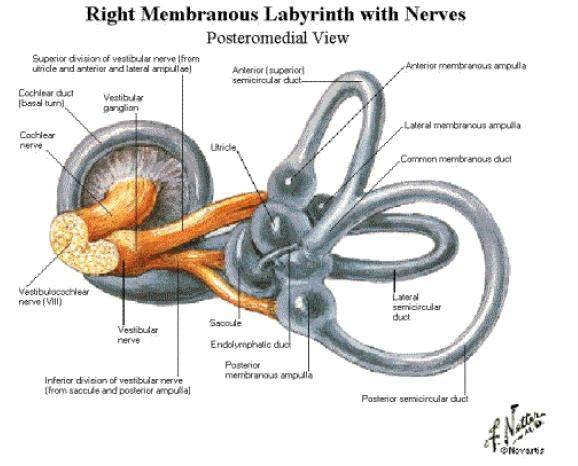 Right Membranous Labyrinth with Nerves
Posteromedial View
Superior division of vestibular nerve (from
utricle and anterior and lateral ampullae)
Cochlear duct
(basal turn)
Vestibular
ganglion
Cochlear
nerve
Anterior (superior)
semicircular duct
Anterior membranous ampulla
Utricle
Lateral membranous ampulla
Common membranous duct
Vestibulocochlear
nerve (VIII)
Vestibular
nerve
Saccule
Endolymphatic duct
Lateral
semicircular
duct
Posterior
membranous ampulla
Inferior division of vestibular nerve
(from saccule and posterior ampulla)
Posterior semicircular duct
F. Netter
M.D.
©Novartis